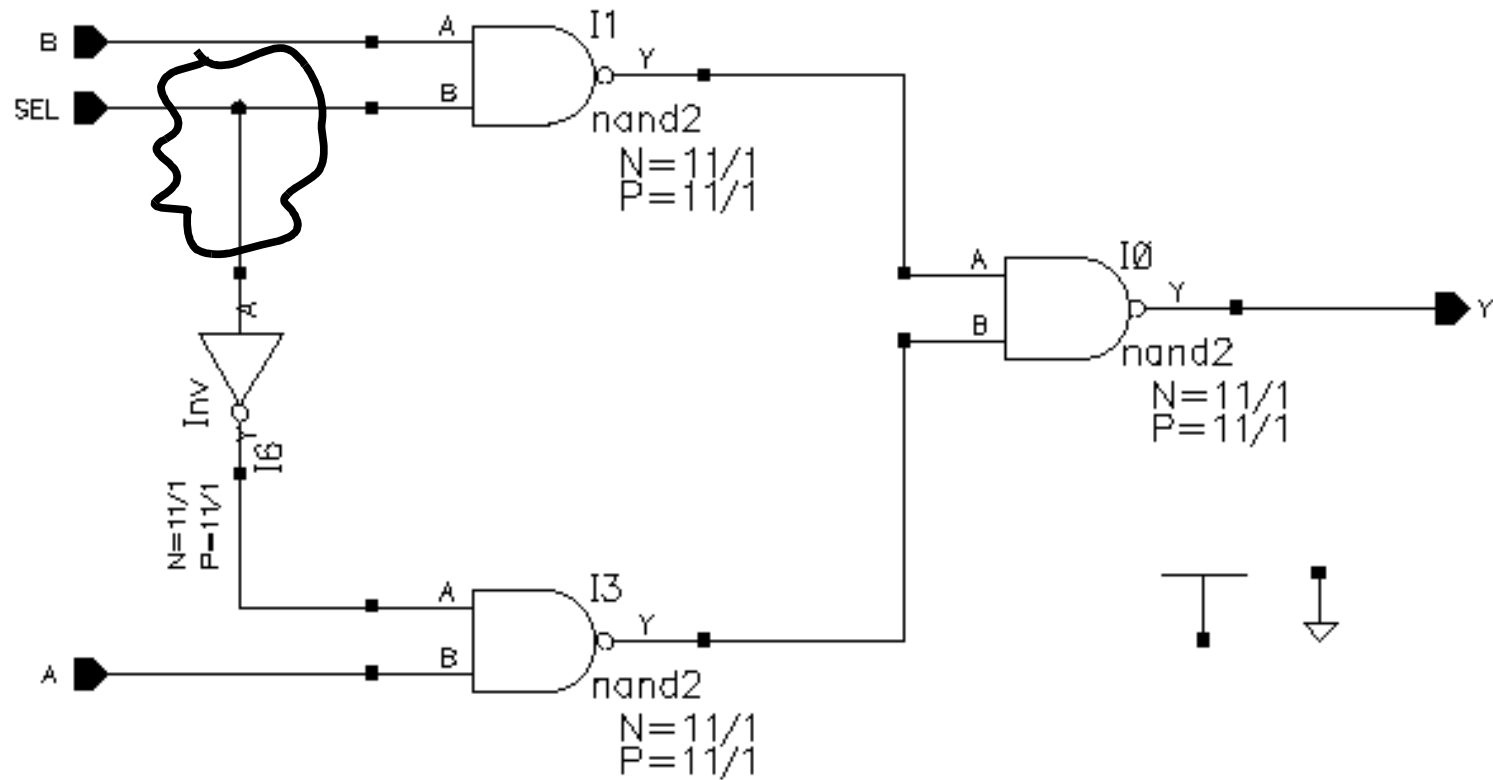 B
A
I1
Y
SEL
B
nand2
N=11/1
P=11/1
A
I0
Y
Y
A
B
nand2
N=11/1
P=11/1
Inv
Y
I6
N=11/1
P=11/1
A
I3
Y
A
B
nand2
N=11/1
P=11/1